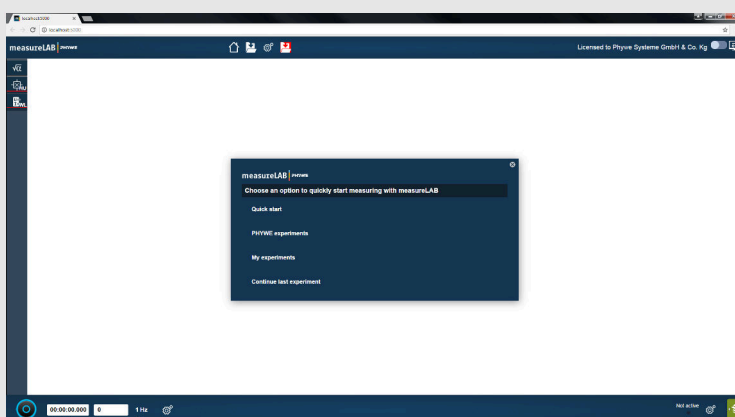 localhost:5000
measureLAB PHYWE
Licensed to Phywe Systeme GmbH & Co. Kg
√α
measureLAB PHYWE
Choose an option to quickly start measuring with measureLAB
Quick start
PHYWE experiments
My experiments
Continue last experiment
00:00:00.000 0 1 Hz
Not active